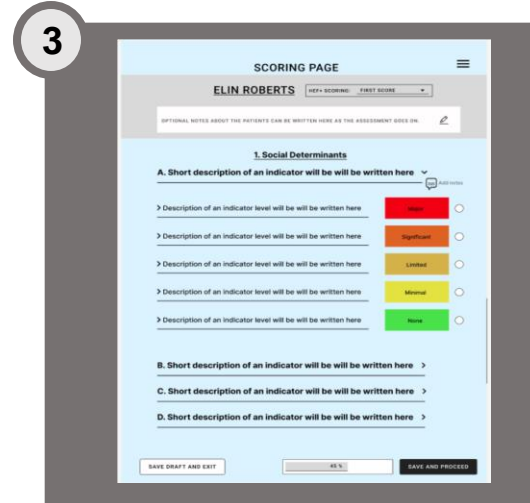 3
SCORING PAGE
ELIN ROBERTS HEF+ SCORING: FIRST SCORE
OPTIONAL NOTES ABOUT THE PATIENTS CAN BE WRITTEN HERE AS THE ASSESSMENT GOES ON
1. Social Determinants
A. Short description of an indicator will be will be written here
Add notes
Description of an indicator level will be will be written here Major
Description of an indicator level will be will be written here Significant
Description of an indicator level will be will be written here Limited
Description of an indicator level will be will be written here Minimal
Description of an indicator level will be will be written here None
B. Short description of an indicator will be will be written here
C. Short description of an indicator will be will be written here
D. Short description of an indicator will be will be written here
SAVE DRAFT AND EXIT 45 % SAVE AND PROCEED